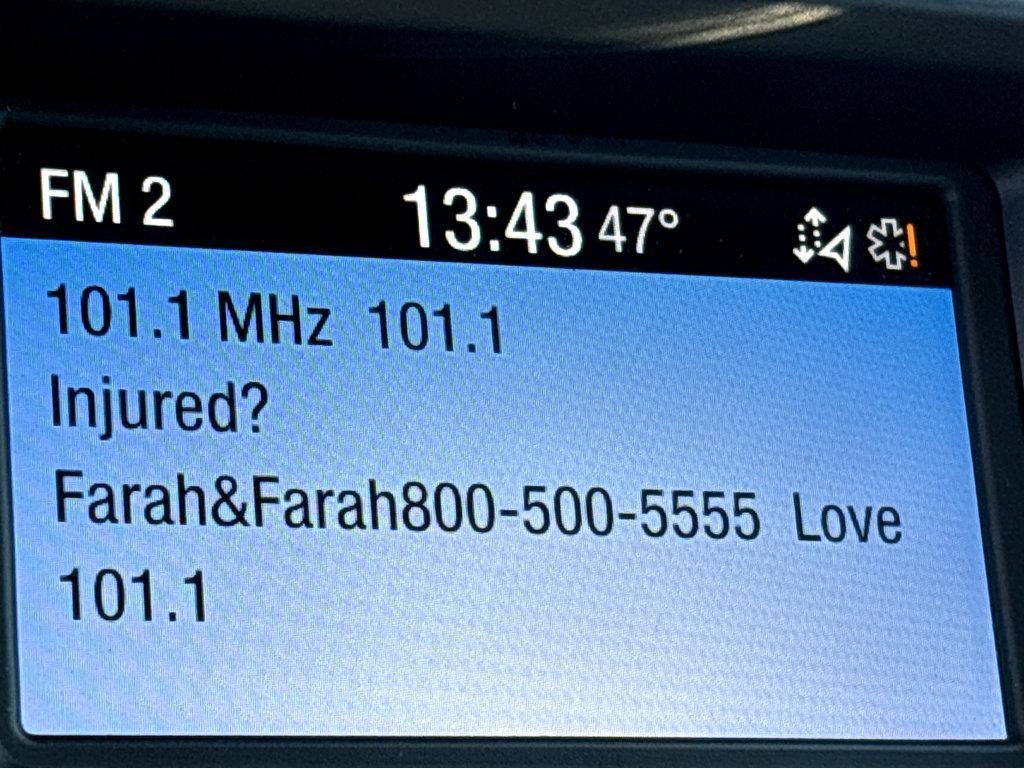 FM 2 13:43 47°
101.1 MHz 101.1
Injured?
Farah&Farah800-500-5555 Love
101.1